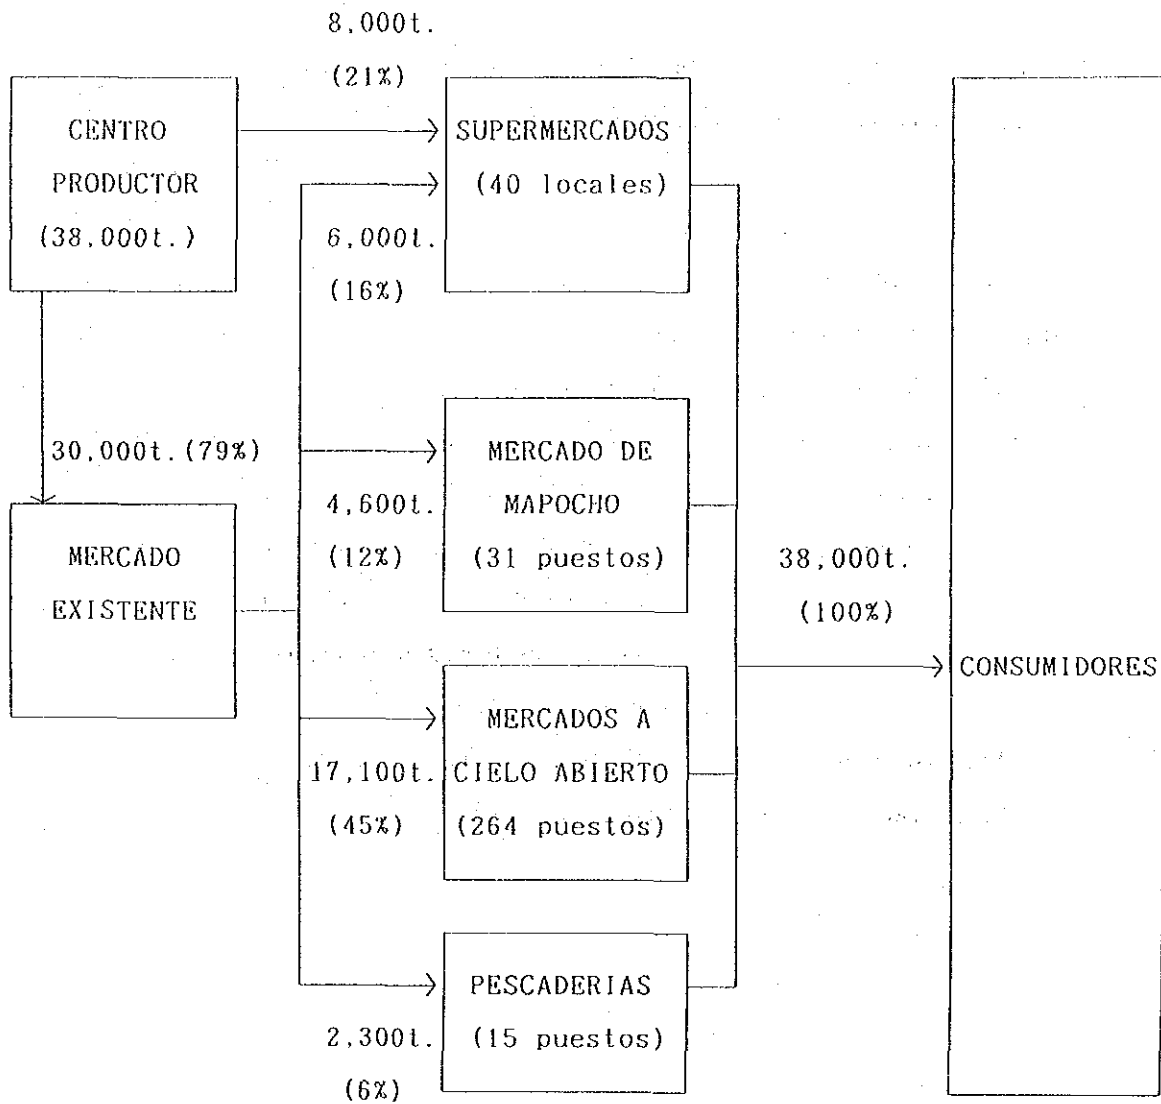 8,000t.
(21%)
CENTRO
PRODUCTOR
(38,000t.)
SUPERMERCADOS
(40 locales)
6,000t.
(16%)
30,000t.(79%)
MERCADO
EXISTENTE
MERCADO DE
MAPOCHO
(31 puestos)
4,600t.
(12%)
MERCADOS A
CIELO ABIERTO
(264 puestos)
17,100t.
(45%)
PESCADERIAS
(15 puestos)
2,300t.
(6%)
38,000t.
(100%)
CONSUMIDORES